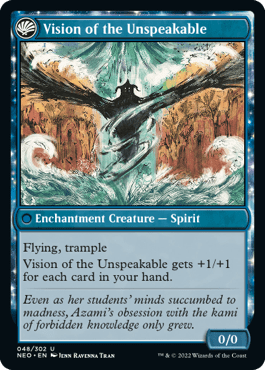 Vision of the Unspeakable
Enchantment Creature — Spirit
Flying, trample
Vision of the Unspeakable gets +1/+1
for each card in your hand.
Even as her students' minds succumbed to
madness, Azami's obsession with the kami
of forbidden knowledge only grew.
0/0
048/302 U
NEO • EN Jenn Ravenna Tran
™ & © 2022 Wizards of the Coast